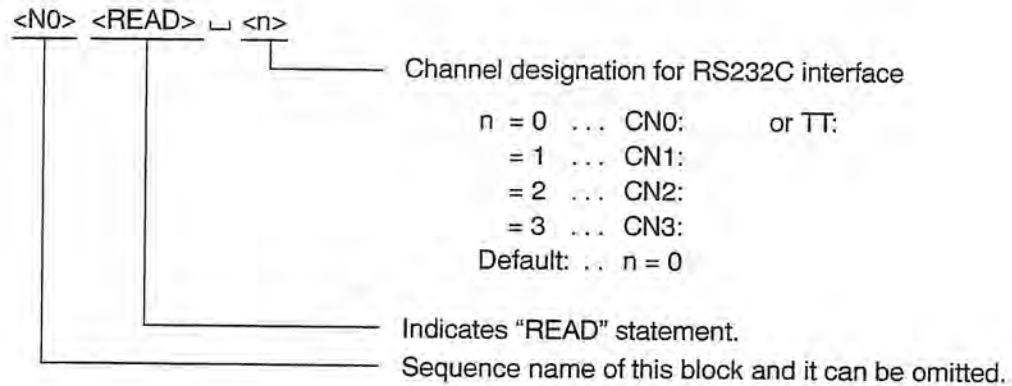 <N0> <READ> ⎵ <n>
Channel designation for RS232C interface
n = 0 ... CN0: or TT:
= 1 ... CN1:
= 2 ... CN2:
= 3 ... CN3:
Default: .. n = 0
Indicates “READ” statement.
Sequence name of this block and it can be omitted.